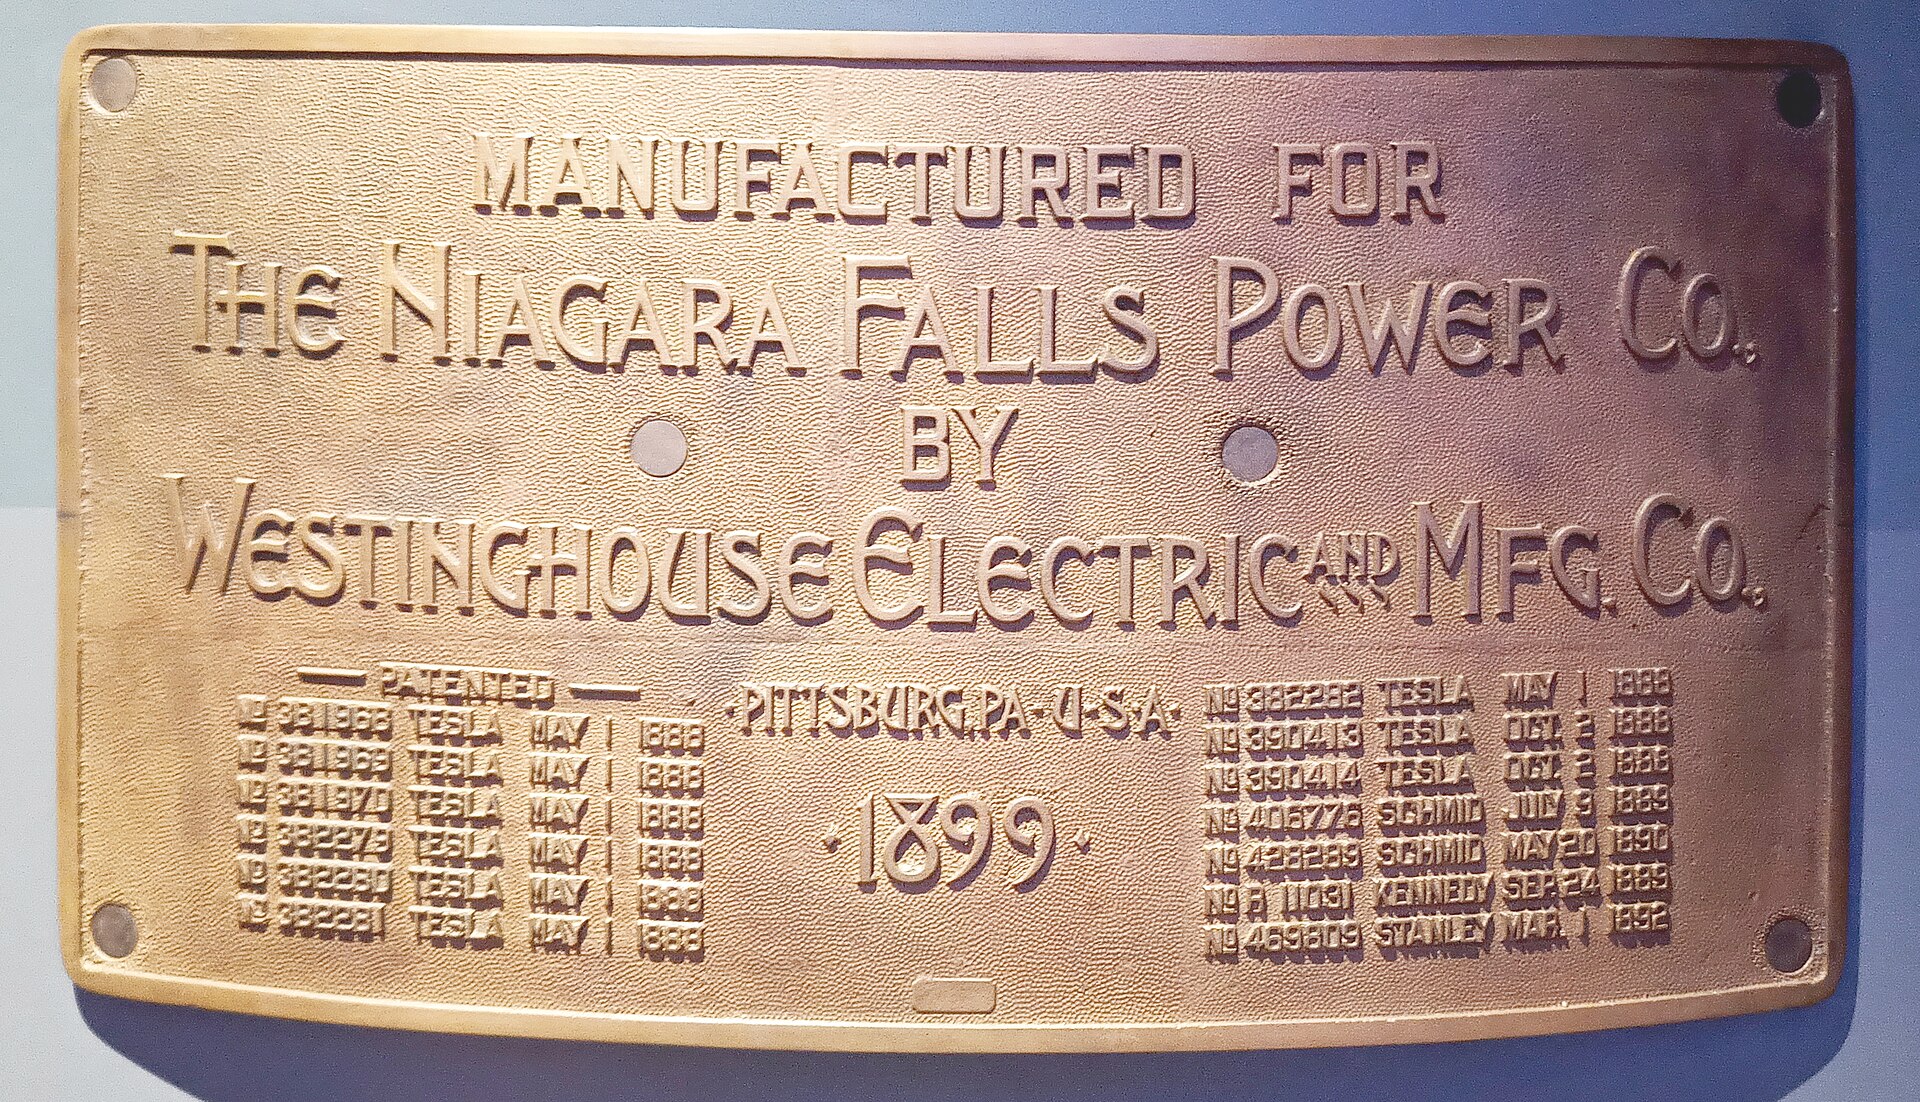 MANUFACTURED FOR
THE NIAGARA FALLS POWER CO.,
BY
WESTINGHOUSE ELECTRIC AND MFG. CO.,
PATENTED
No 381968 TESLA MAY 1 1888
No 381969 TESLA MAY 1 1888
No 381970 TESLA MAY 1 1888
No 382279 TESLA MAY 1 1888
No 382280 TESLA MAY 1 1888
No 382281 TESLA MAY 1 1888
·PITTSBURG, PA·U·S·A·
·1899·
No 382282 TESLA MAY 1 1888
No 390413 TESLA OCT. 2 1888
No 390414 TESLA OCT. 2 1888
No 406776 SCHMID JULY 9 1889
No 428289 SCHMID MAY 20 1890
No R 11031 KENNEDY SEP. 24 1889
No 469809 STANLEY MAR. 1 1892